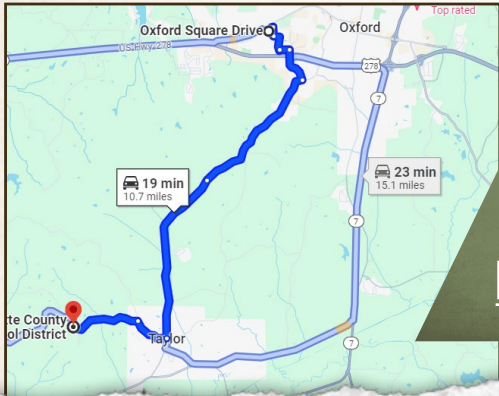 Top rated
Oxford Square Drive
Oxford
US Hwy 278
278
7
19 min
10.7 miles
23 min
15.1 miles
7
tte County
ol District
Taylor
7